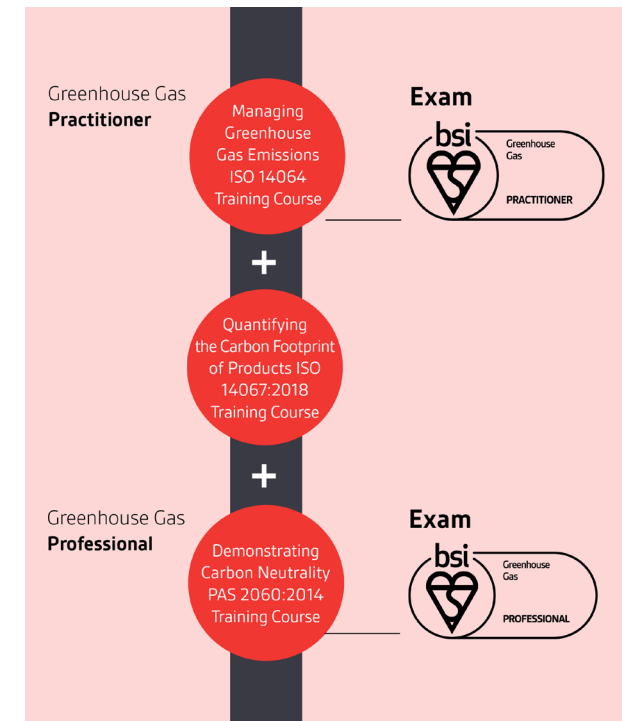 Greenhouse Gas
Practitioner
Managing
Greenhouse
Gas Emissions
ISO 14064
Training Course
Exam
bsi
Greenhouse
Gas
PRACTITIONER
+
Quantifying
the Carbon Footprint
of Products ISO
14067:2018
Training Course
+
Greenhouse Gas
Professional
Demonstrating
Carbon Neutrality
PAS 2060:2014
Training Course
Exam
bsi
Greenhouse
Gas
PROFESSIONAL